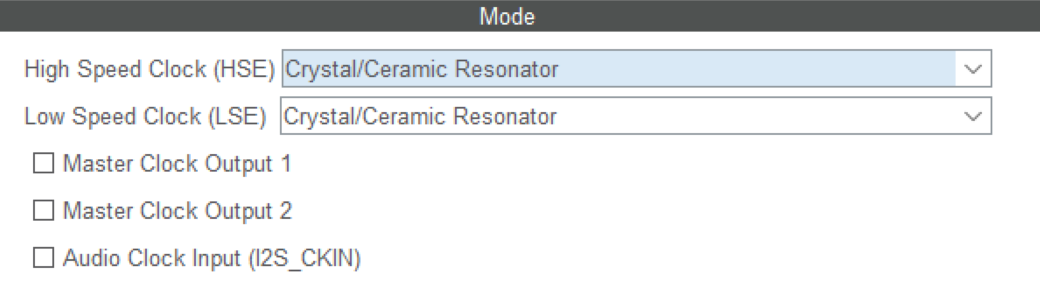 Mode
High Speed Clock (HSE) Crystal/Ceramic Resonator
Low Speed Clock (LSE) Crystal/Ceramic Resonator
Master Clock Output 1
Master Clock Output 2
Audio Clock Input (I2S_CKIN)